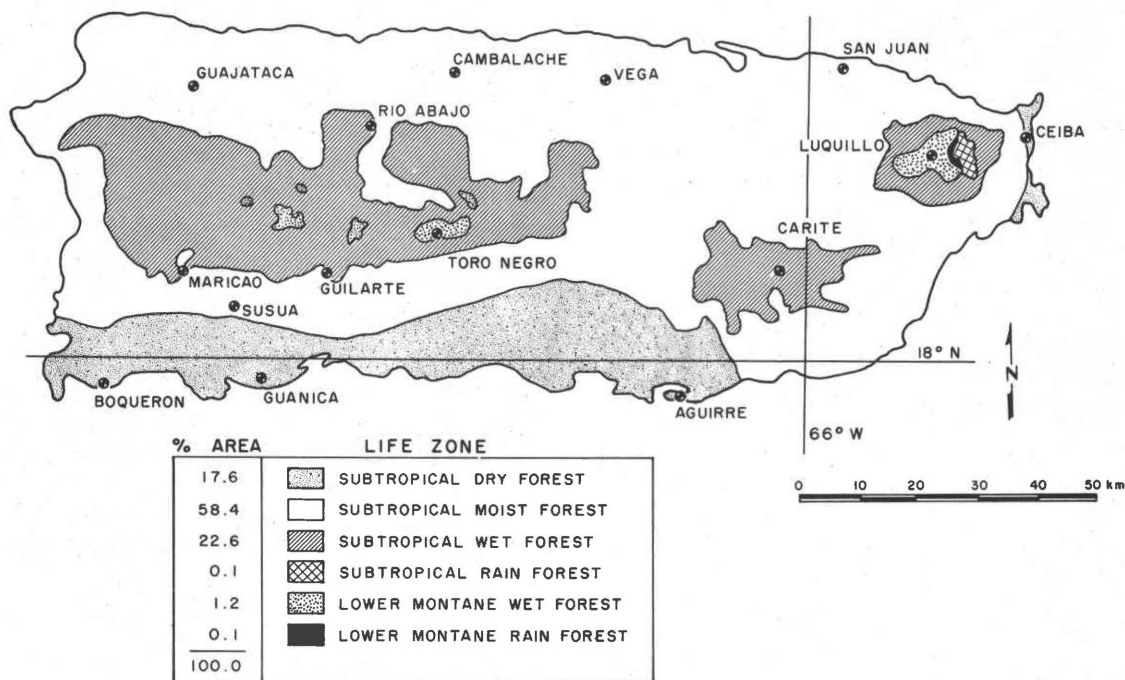 SAN JUAN
CAMBALACHE
GUAJATACA
VEGA
RIO ABAJO
CEIBA
LUQUILLO
CARITE
TORO NEGRO
MARICAO
GUILARTE
SUSUA
18° N
N
BOQUERON
GUANICA
AGUIRRE
66° W
% AREA LIFE ZONE
17.6 SUBTROPICAL DRY FOREST
58.4 SUBTROPICAL MOIST FOREST
22.6 SUBTROPICAL WET FOREST
0.1 SUBTROPICAL RAIN FOREST
1.2 LOWER MONTANE WET FOREST
0.1 LOWER MONTANE RAIN FOREST
100.0
0 10 20 30 40 50 km